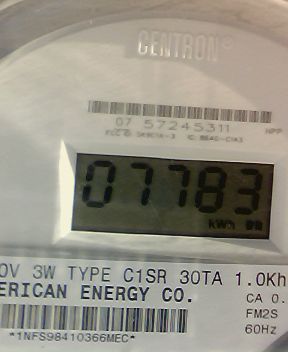 CENTRON®
07 57245311
HPP
07783
kWh
0V 3W TYPE C1SR 30TA 1.0Kh
ERICAN ENERGY CO.
CA 0.
FM2S
60Hz
*1NFS98410366MEC*